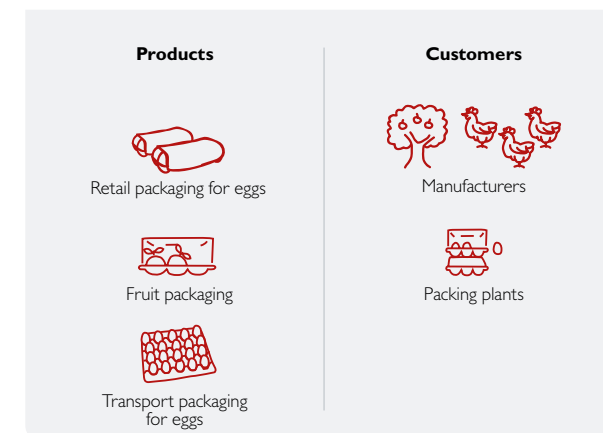 Products
Retail packaging for eggs
Fruit packaging
Transport packaging
for eggs
Customers
Manufacturers
Packing plants